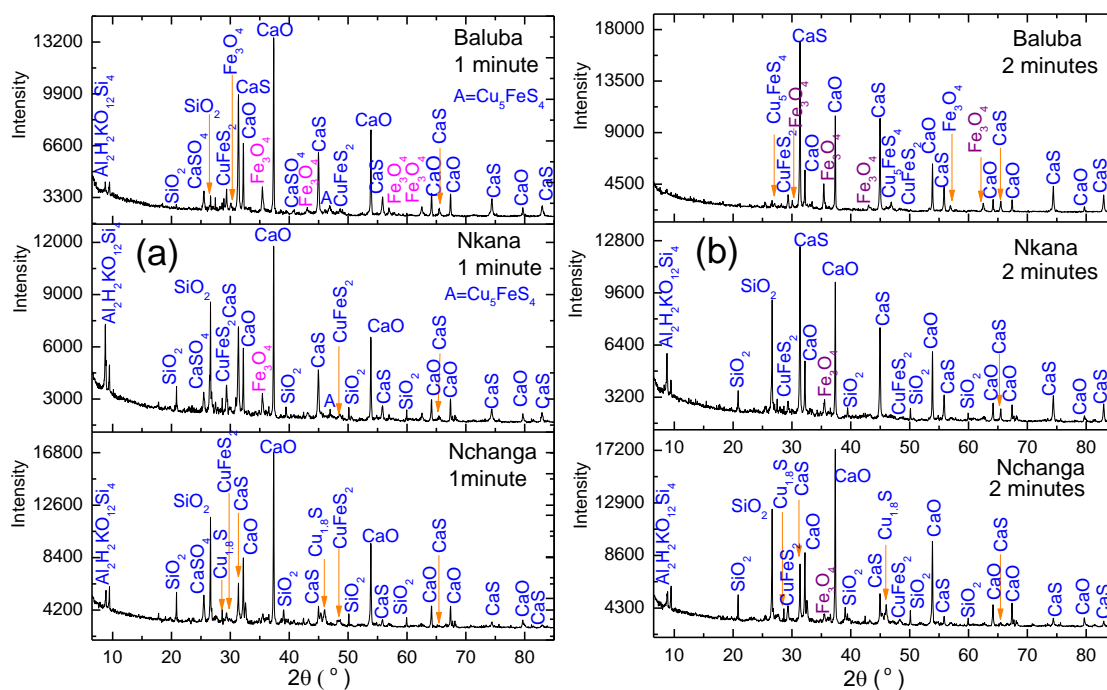 13200
9900
6600
3300
Intensity
Al₂H₂KO₁₂Si₄
SiO₂
CaSO₄
SiO₂
CuFeS₂
Fe₃O₄
CaS
CaO
Fe₃O₄
CaO
CaSO₄
Fe₃O₄
CaS
A
CuFeS₂
CaO
CaS
Fe₃O₄
Fe₃O₄
CaO
CaS
CaO
CaS
CaO
CaS
Baluba
1 minute
A=Cu₅FeS₄
12000
9000
6000
3000
Intensity
(a)
Al₂H₂KO₁₂Si₄
SiO₂
CaSO₄
SiO₂
CuFeS₂
CaS
CaO
Fe₃O₄
CaO
SiO₂
CaS
A
CuFeS₂
SiO₂
CaO
CaS
SiO₂
CaO
CaS
CaO
CaS
CaO
CaS
Nkana
1 minute
A=Cu₅FeS₄
16800
12600
8400
4200
Intensity
Al₂H₂KO₁₂Si₄
SiO₂
CaSO₄
SiO₂
Cu₁.₈S
CuFeS₂
CaS
CaO
CaO
SiO₂
CaS
Cu₁.₈S
CuFeS₂
SiO₂
CaO
CaS
SiO₂
CaO
CaS
CaO
CaS
CaO
CaS
Nchanga
1minute
10 20 30 40 50 60 70 80
2θ ( ° )
18000
13500
9000
4500
Intensity
Cu₅FeS₄
CuFeS₂
Fe₃O₄
CaS
CaO
Fe₃O₄
CaO
Fe₃O₄
CaS
Cu₅FeS₄
CuFeS₂
CaO
CaS
Fe₃O₄
Fe₃O₄
CaO
CaS
CaO
CaS
CaO
CaS
Baluba
2 minutes
12800
9600
6400
3200
Intensity
(b)
Al₂H₂KO₁₂Si₄
SiO₂
SiO₂
CuFeS₂
CaS
CaO
Fe₃O₄
CaO
SiO₂
CaS
CuFeS₂
SiO₂
CaO
CaS
SiO₂
CaO
CaS
CaO
CaS
CaO
CaS
Nkana
2 minutes
17200
12900
8600
4300
Intensity
Al₂H₂KO₁₂Si₄
SiO₂
SiO₂
Cu₁.₈S
CuFeS₂
CaS
CaO
Fe₃O₄
CaO
SiO₂
CaS
Cu₁.₈S
CuFeS₂
SiO₂
CaO
CaS
SiO₂
CaO
CaS
CaO
CaS
CaO
CaS
Nchanga
2 minutes
10 20 30 40 50 60 70 80
2θ ( ° )